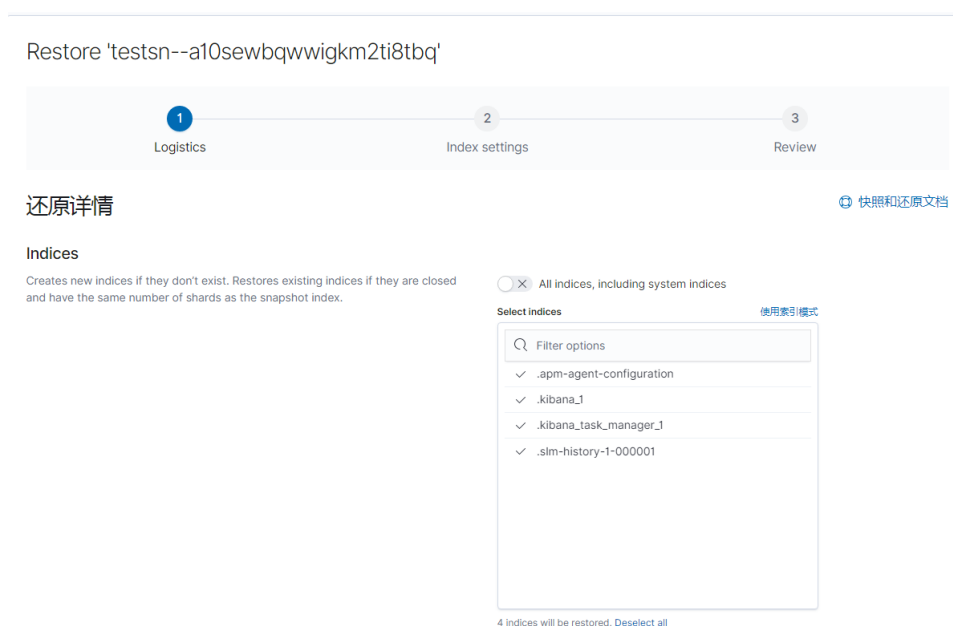 Restore 'testsn--a10sewbqwwigkm2ti8tbq'
1
2
3
Logistics
Index settings
Review
还原详情
快照和还原文档
Indices
Creates new indices if they don't exist. Restores existing indices if they are closed
and have the same number of shards as the snapshot index.
All indices, including system indices
Select indices
使用索引模式
Filter options
.apm-agent-configuration
.kibana_1
.kibana_task_manager_1
.slm-history-1-000001
4 indices will be restored. Deselect all